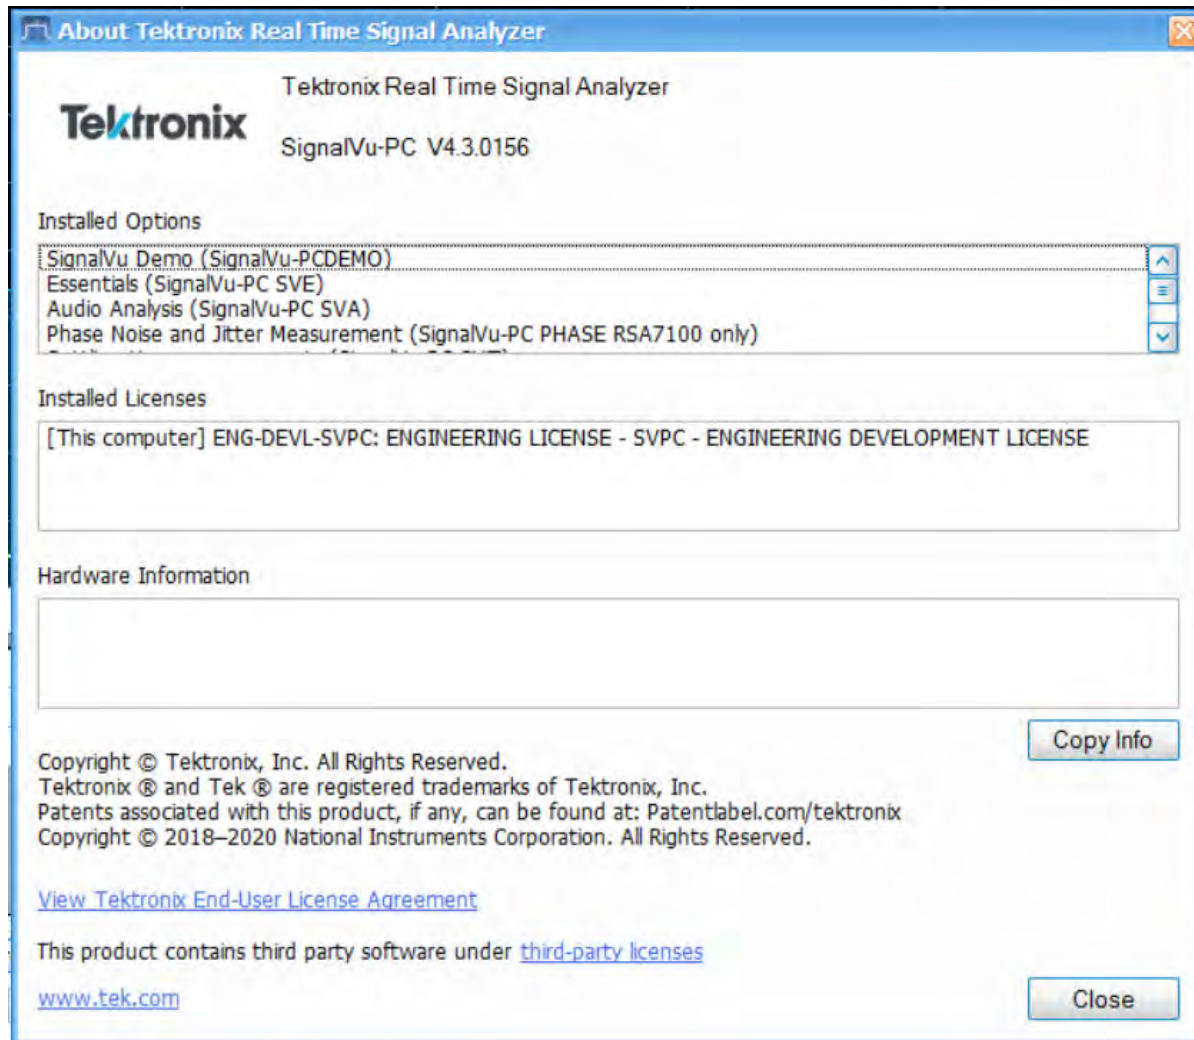 About Tektronix Real Time Signal Analyzer
Tektronix
Tektronix Real Time Signal Analyzer
SignalVu-PC V4.3.0156
Installed Options
SignalVu Demo (SignalVu-PCDEMO)
Essentials (SignalVu-PC SVE)
Audio Analysis (SignalVu-PC SVA)
Phase Noise and Jitter Measurement (SignalVu-PC PHASE RSA7100 only)
Installed Licenses
[This computer] ENG-DEVL-SVPC: ENGINEERING LICENSE - SVPC - ENGINEERING DEVELOPMENT LICENSE
Hardware Information
Copy Info
Copyright © Tektronix, Inc. All Rights Reserved.
Tektronix ® and Tek ® are registered trademarks of Tektronix, Inc.
Patents associated with this product, if any, can be found at: Patentlabel.com/tektronix
Copyright © 2018–2020 National Instruments Corporation. All Rights Reserved.
View Tektronix End-User License Agreement
This product contains third party software under third-party licenses
www.tek.com
Close